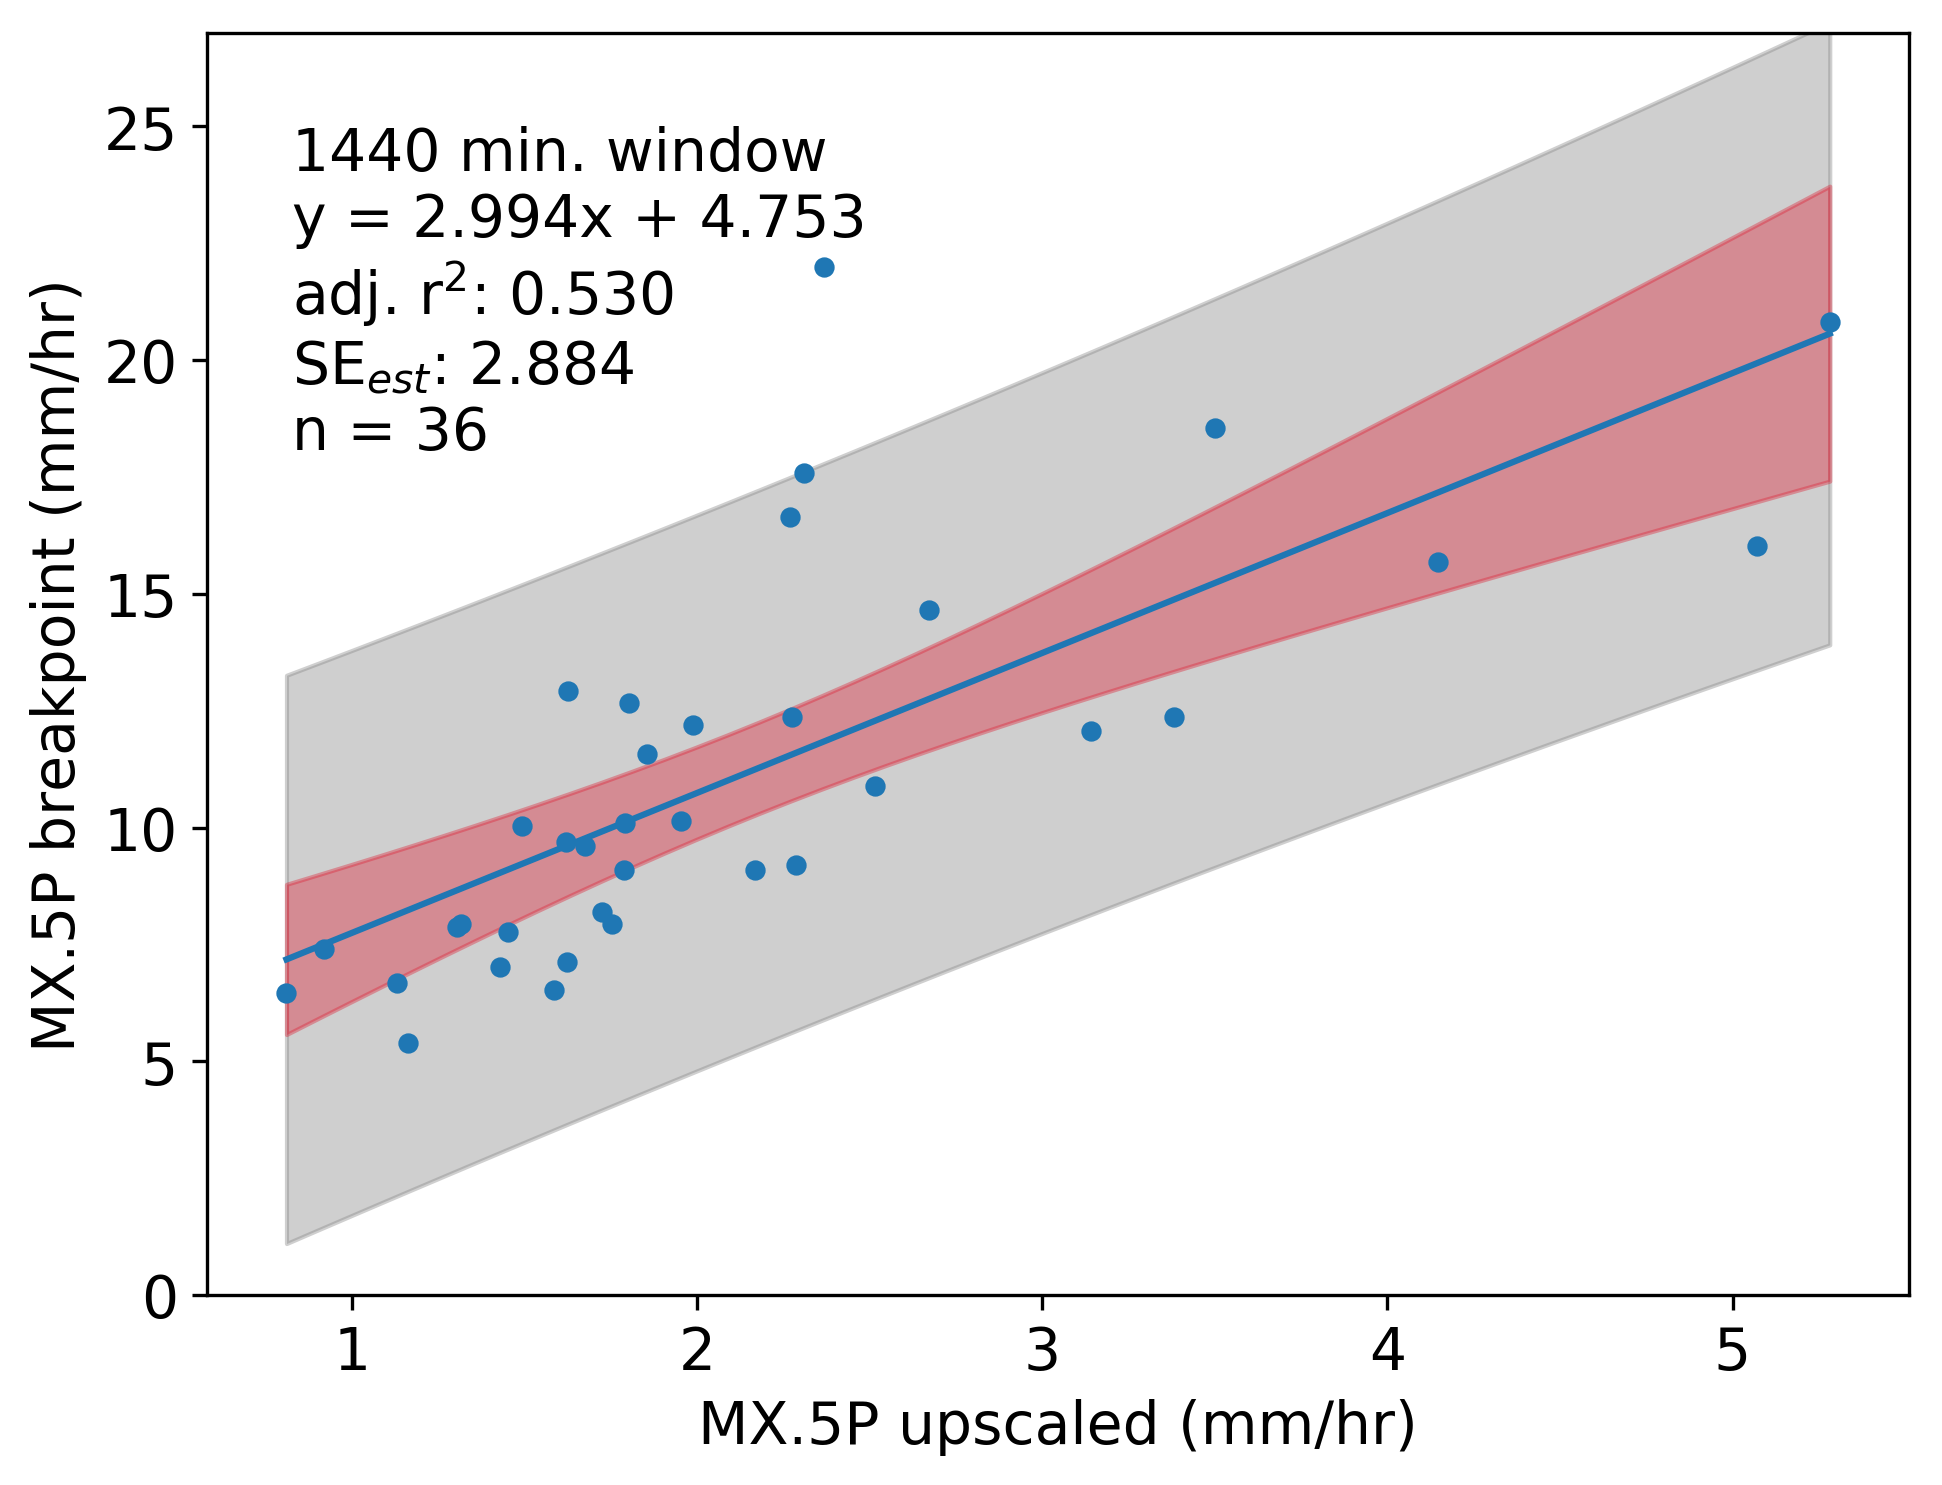 1440 min. window
y = 2.994x + 4.753
adj. r²: 0.530
SEest: 2.884
n = 36
MX.5P breakpoint (mm/hr)
25
20
15
10
5
0
1 2 3 4 5
MX.5P upscaled (mm/hr)